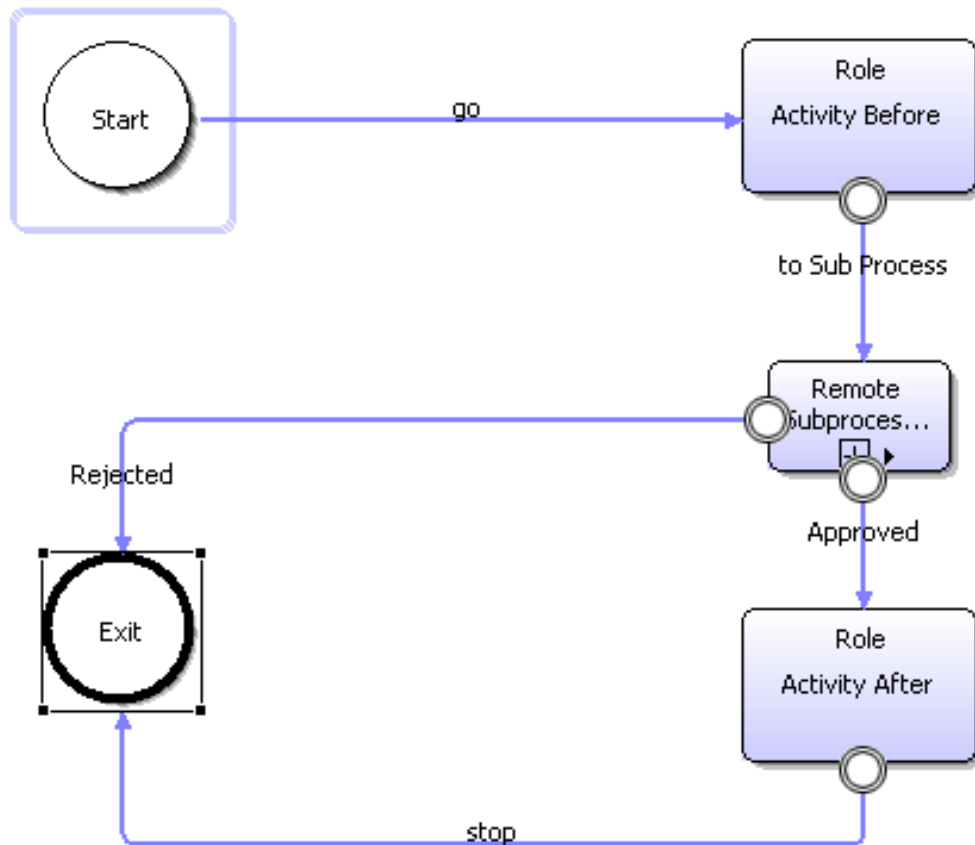 Start
go
Role
Activity Before
to Sub Process
Remote
Subproces...
Rejected
Approved
Exit
Role
Activity After
stop